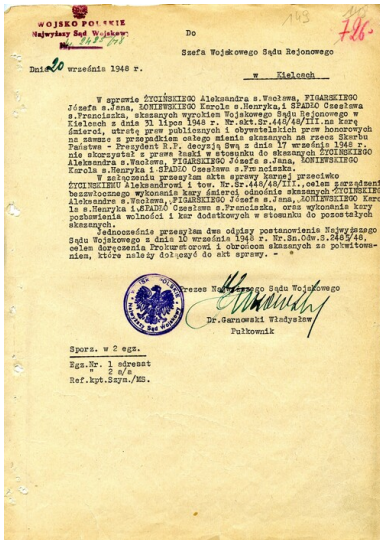 149
726.-
WOJSKO POLSKIE
Najwyższy Sąd Wojskowy
Do
Szefa Wojskowego Sądu Rejonowego
w Kielcach
Dnia 20 września 1948 r.
W sprawie ŻYCIŃSKIEGO Aleksandra s.Wacława, FIGARSKIEGO
Józefa s.Jana, ŁONIEWSKIEGO Karola s.Henryka,i SPADŁO Czesława
s.Franciszka, skazanych wyrokiem Wojskowego Sądu Rejonowego w
Kielcach z dnia 31 lipca 1948 r. Nr.akt.Sr.448/48/III.na karę
śmierci, utratę praw publicznych i obywatelskich praw honorowych
na zawsze z przepadkiem całego mienia skazanych na rzecz Skarbu
Państwa - Prezydent R.P. decyzją Swą z dnia 17 września 1948 r.
nie skorzystał z prawa łaski w stosunku do skazanych ŻYCIŃSKIEGO
Aleksandra s.Wacława, FIGARSKIEGO Józefa s.Jana, ŁONIEWSKIEGO
Karola s.Henryka i SPADŁO Czesława s.Franciszka.
W załączeniu przesyłam akta sprawy karnej przeciwko
ŻYCIŃSKIEMU Aleksandrowi i tow. Nr.Sr.448/48/III, celem zarządzenia
bezzwłocznego wykonania kary śmierci odnośnie skazanych ŻYCIŃSKIEGO
Aleksandra s.Wacława, FIGARSKIEGO Józefa s.Jana, ŁONIEWSKIEGO Karo-
la s.Henryka i SPADŁO Czesława s.Franciszka, oraz wykonania kary
pozbawienia wolności i kar dodatkowych w stosunku do pozostałych
skazanych.
Jednocześnie przesyłam dwa odpisy postanowienia Najwyższego
Sądu Wojskowego z dnia 10 września 1948 r. Nr.Sn.Odw.S.2485/48,
celem doręczenia Prokuratorowi i obrońcom skazanych za pokwitowa-
niem, które należy dołączyć do akt sprawy. -
Prezes Najwyższego Sądu Wojskowego
Dr.Garnowski Władysław
Pułkownik
Najwyższy Sąd Wojskowy
Sporz. w 2 egz.
Egz.Nr. 1 adresat
" 2 a/a
Ref.kpt.Szym./MS.